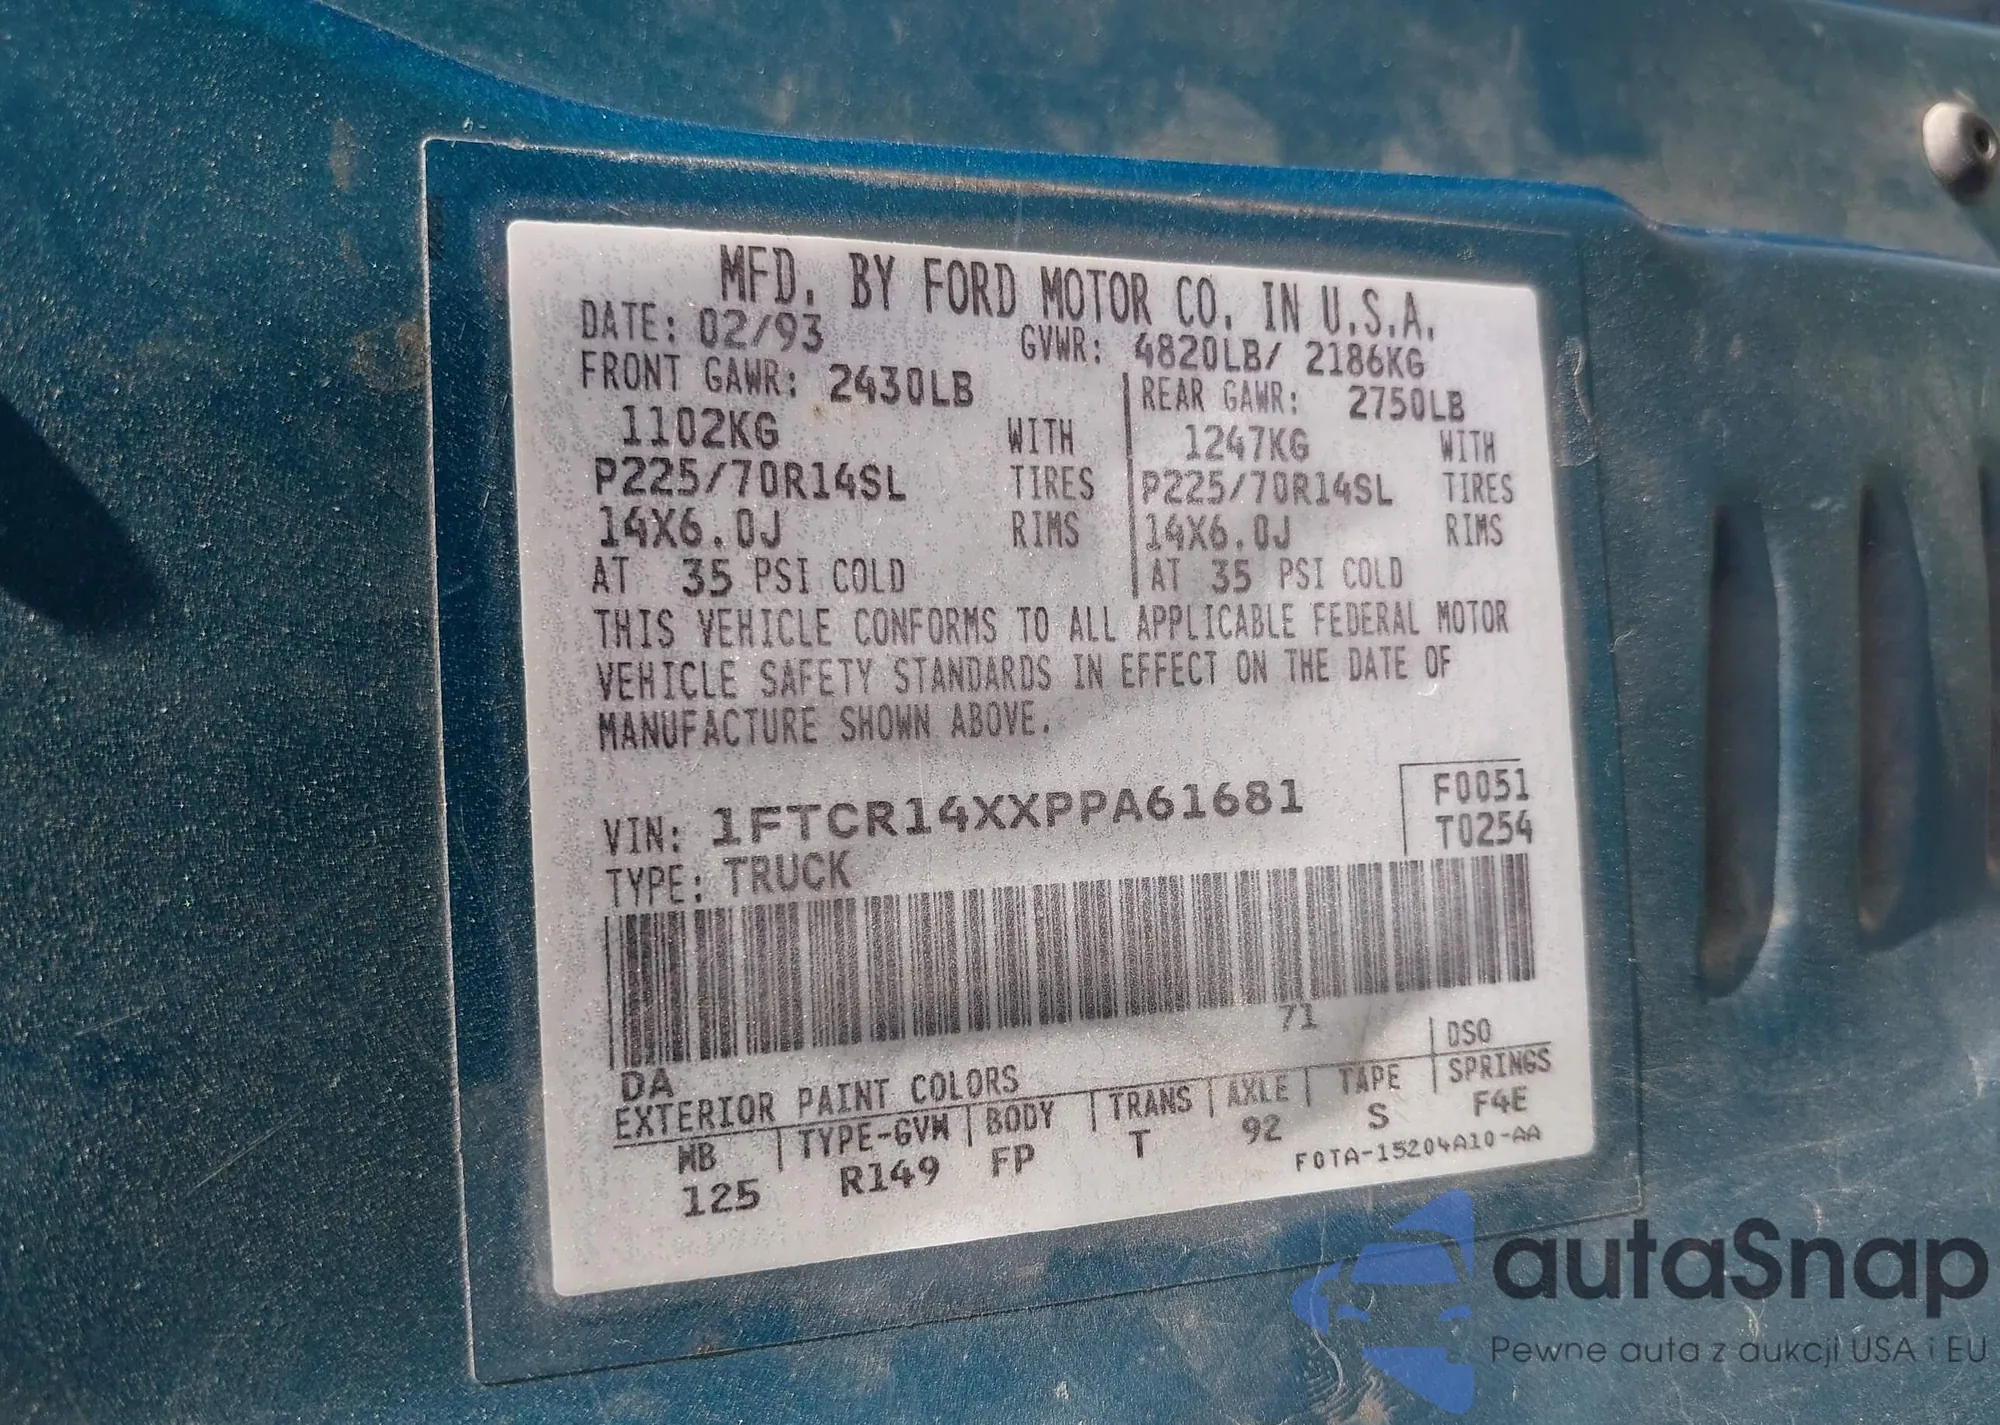 MFD. BY FORD MOTOR CO. IN U.S.A.
DATE: 02/93 GVWR: 4820LB/ 2186KG
FRONT GAWR: 2430LB REAR GAWR: 2750LB
1102KG WITH 1247KG WITH
P225/70R14SL TIRES P225/70R14SL TIRES
14X6.0J RIMS 14X6.0J RIMS
AT 35 PSI COLD AT 35 PSI COLD
THIS VEHICLE CONFORMS TO ALL APPLICABLE FEDERAL MOTOR
VEHICLE SAFETY STANDARDS IN EFFECT ON THE DATE OF
MANUFACTURE SHOWN ABOVE.
VIN: 1FTCR14XXPPA61681 F0051
TYPE: TRUCK T0254
71
DA DSO
EXTERIOR PAINT COLORS
WB TYPE-GVW BODY TRANS AXLE TAPE SPRINGS
125 R149 FP T 92 S F4E
F0TA-15204A10-AA
autaSnap
Pewne auta z aukcji USA i EU